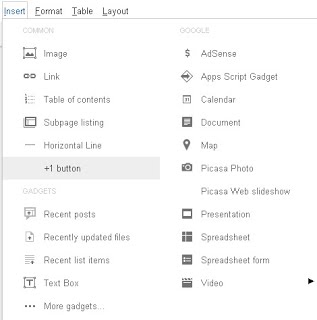 Insert Format Table Layout
COMMON
Image
Link
Table of contents
Subpage listing
Horizontal Line
+1 button
GADGETS
Recent posts
Recently updated files
Recent list items
Text Box
More gadgets...
GOOGLE
AdSense
Apps Script Gadget
Calendar
Document
Map
Picasa Photo
Picasa Web slideshow
Presentation
Spreadsheet
Spreadsheet form
Video